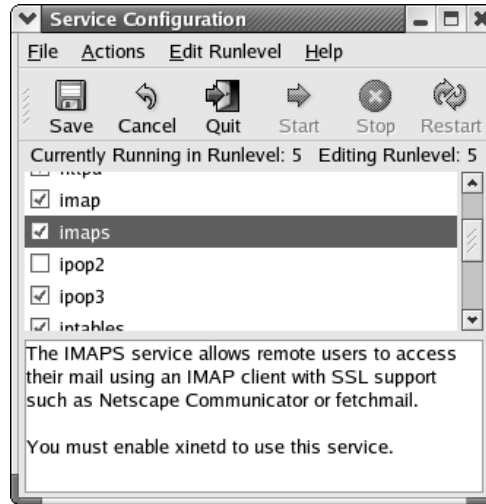 Service Configuration
File Actions Edit Runlevel Help
Save Cancel Quit Start Stop Restart
Currently Running in Runlevel: 5 Editing Runlevel: 5
httpd
imap
imaps
ipop2
ipop3
iptables
The IMAPS service allows remote users to access
their mail using an IMAP client with SSL support
such as Netscape Communicator or fetchmail.
You must enable xinetd to use this service.